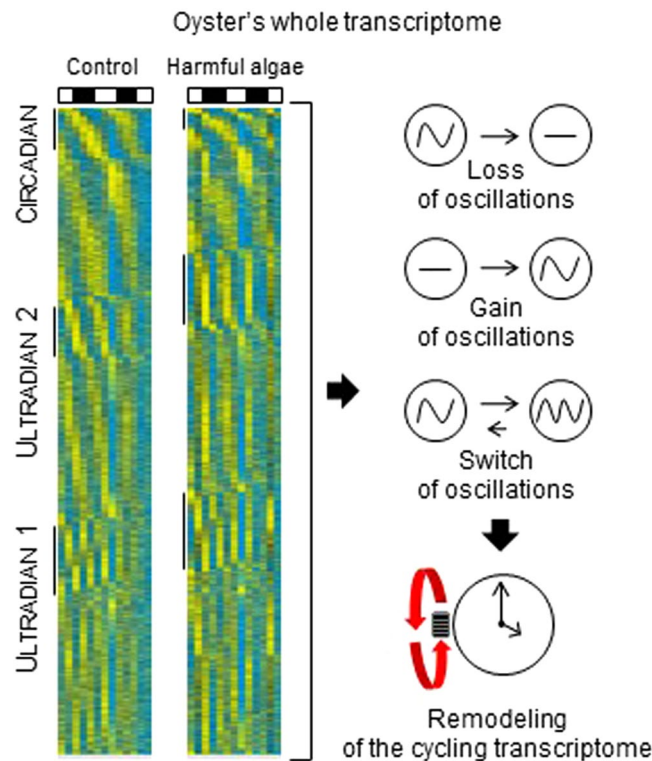 Oyster's whole transcriptome
Control
Harmful algae
CIRCADIAN
ULTRADIAN 2
ULTRADIAN 1
Loss
of oscillations
Gain
of oscillations
Switch
of oscillations
Remodeling
of the cycling transcriptome